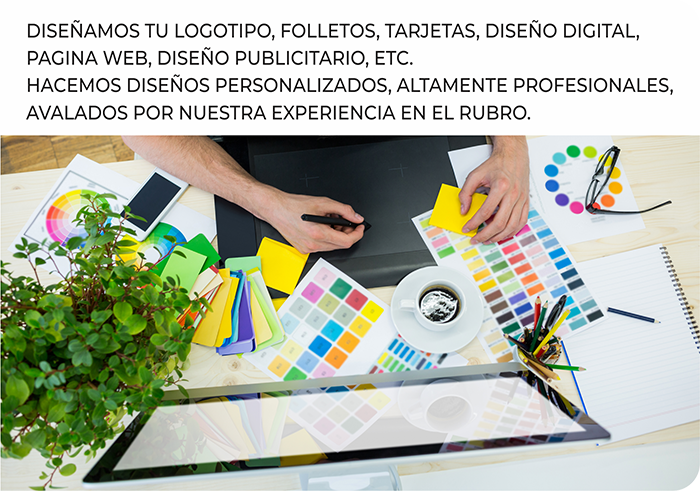 DISEÑAMOS TU LOGOTIPO, FOLLETOS, TARJETAS, DISEÑO DIGITAL,
PAGINA WEB, DISEÑO PUBLICITARIO, ETC.
HACEMOS DISEÑOS PERSONALIZADOS, ALTAMENTE PROFESIONALES,
AVALADOS POR NUESTRA EXPERIENCIA EN EL RUBRO.